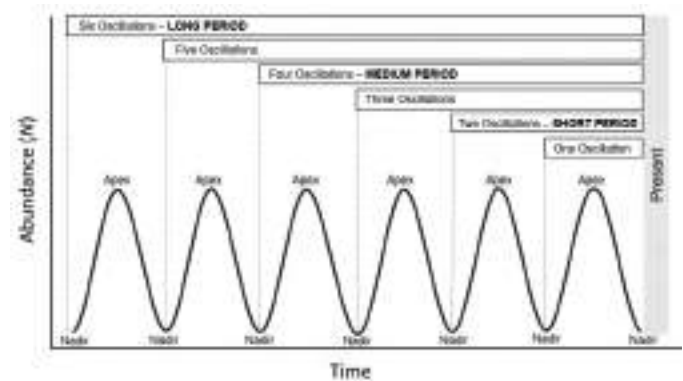 Six Oscillations – LONG PERIOD
Five Oscillations
Four Oscillations – MEDIUM PERIOD
Three Oscillations
Two Oscillations – SHORT PERIOD
One Oscillation
Apex Apex Apex Apex Apex Apex
Abundance (N)
Present
Nadir Nadir Nadir Nadir Nadir Nadir Nadir
Time